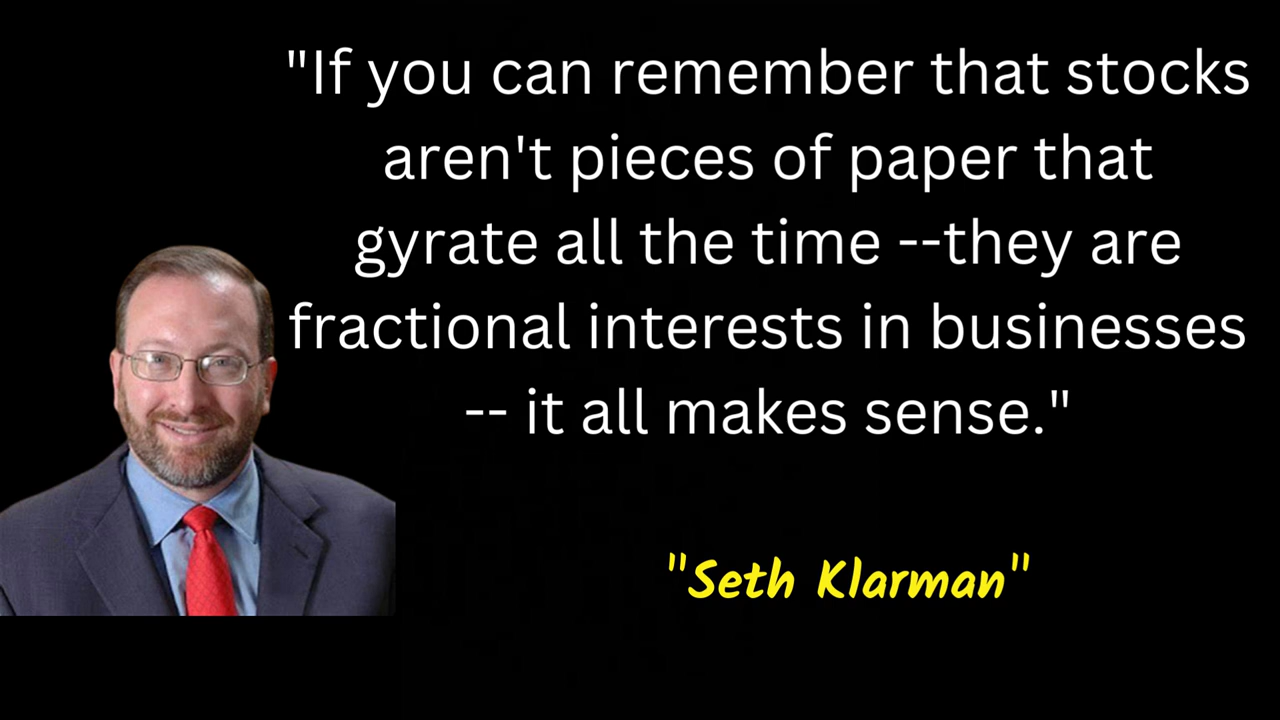 "If you can remember that stocks
aren't pieces of paper that
gyrate all the time --they are
fractional interests in businesses
-- it all makes sense."
"Seth Klarman"